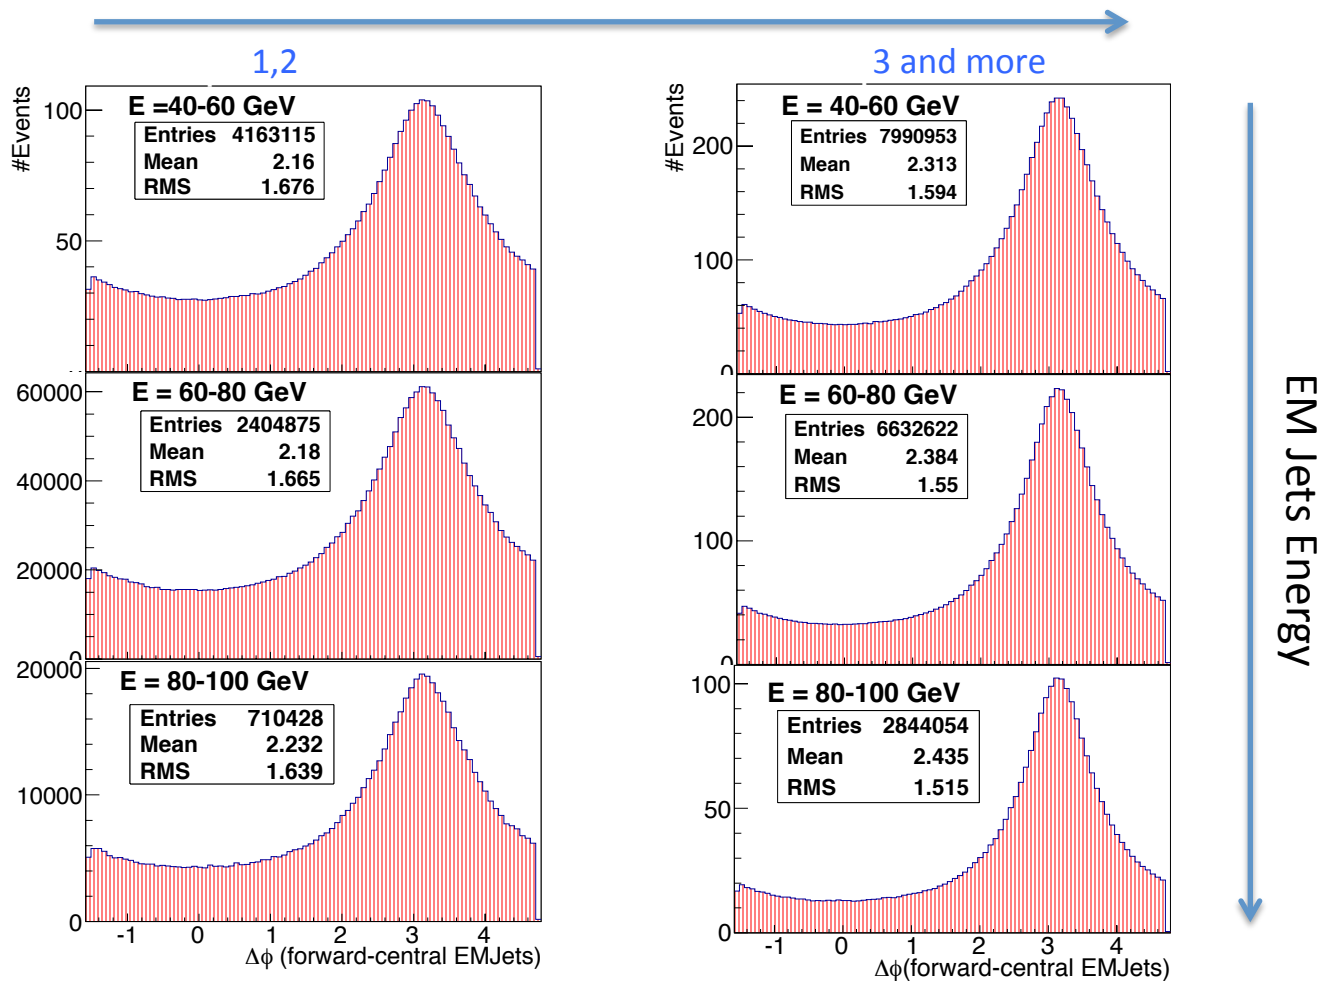 1,2
3 and more
#Events
E =40-60 GeV
Entries 4163115
Mean 2.16
RMS 1.676
100
50
#Events
E = 40-60 GeV
Entries 7990953
Mean 2.313
RMS 1.594
200
100
0
E = 60-80 GeV
Entries 2404875
Mean 2.18
RMS 1.665
60000
40000
20000
0
E = 60-80 GeV
Entries 6632622
Mean 2.384
RMS 1.55
200
100
0
E = 80-100 GeV
Entries 710428
Mean 2.232
RMS 1.639
20000
10000
0
-1 0 1 2 3 4
Δϕ (forward-central EMJets)
E = 80-100 GeV
Entries 2844054
Mean 2.435
RMS 1.515
100
50
0
-1 0 1 2 3 4
Δϕ(forward-central EMJets)
EM Jets Energy